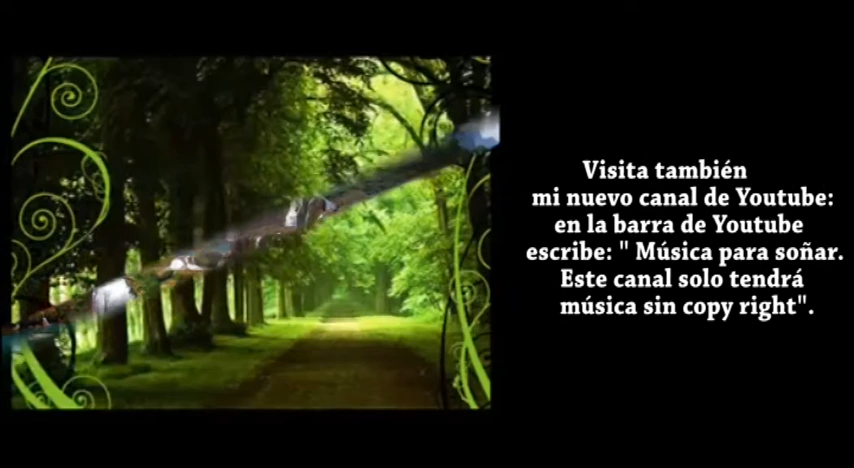 Visita también
mi nuevo canal de Youtube:
en la barra de Youtube
escribe: " Música para soñar.
Este canal solo tendrá
música sin copy right".